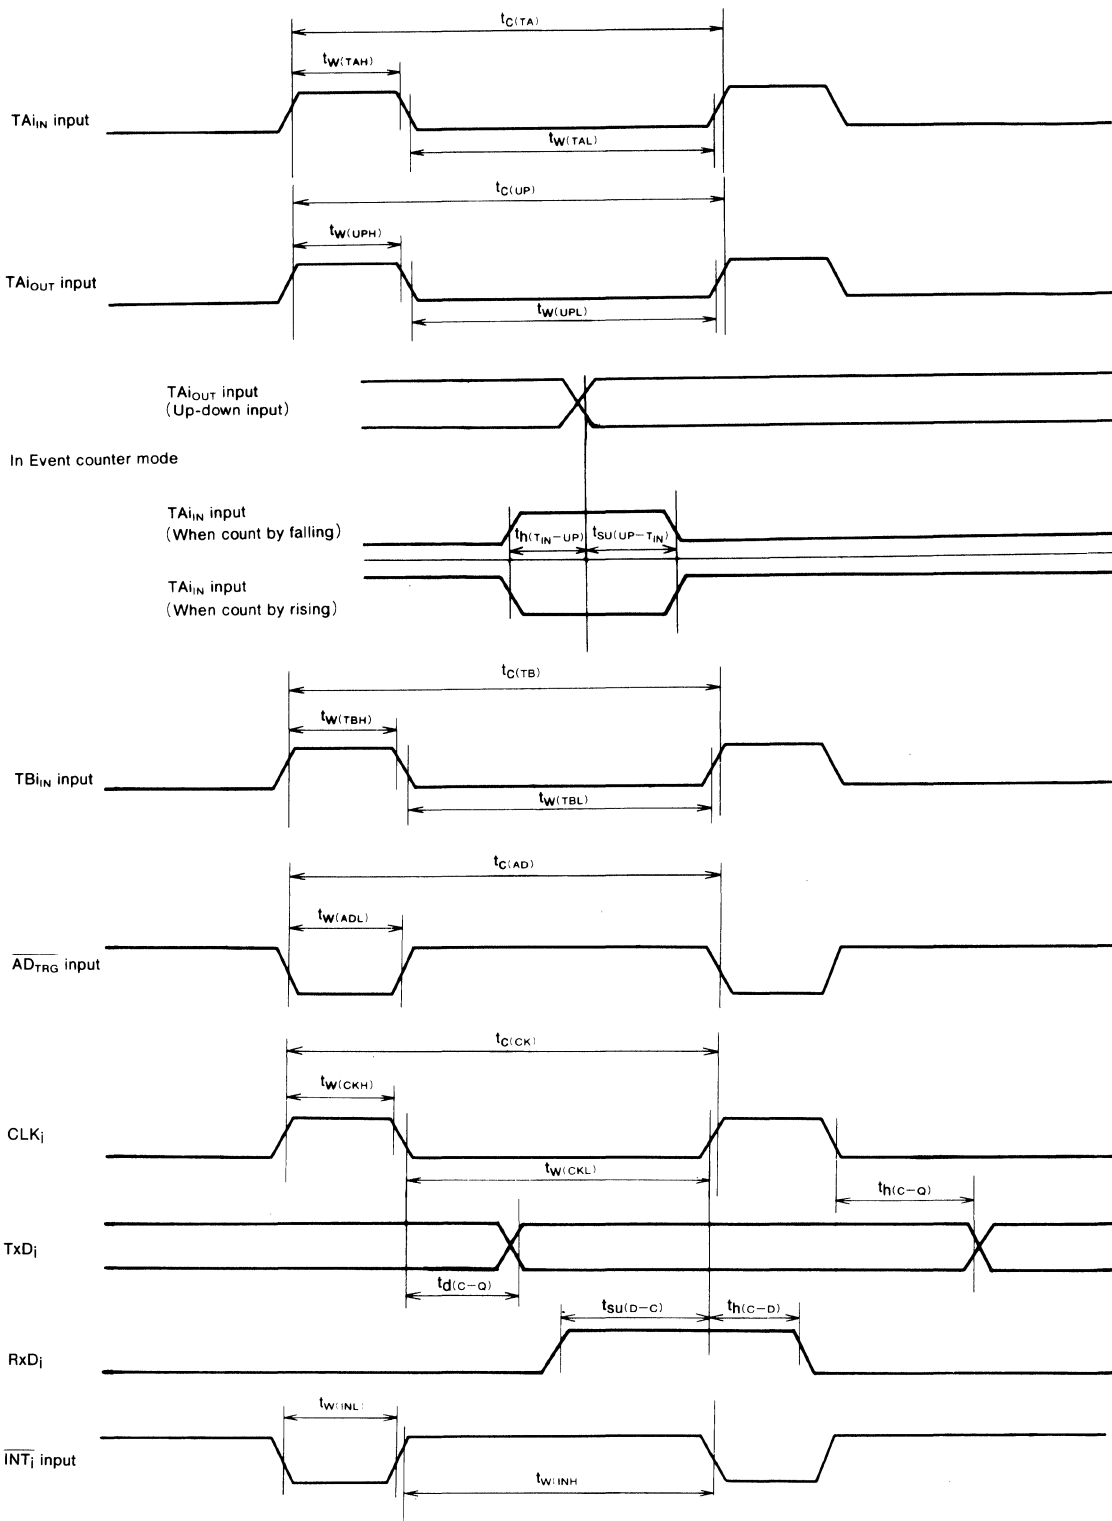 tC(TA)
tW(TAH)
TAiIN input
tW(TAL)
tC(UP)
tW(UPH)
TAiOUT input
tW(UPL)
TAiOUT input
(Up-down input)
In Event counter mode
TAiIN input
(When count by falling)
th(TIN−UP) tSU(UP−TIN)
TAiIN input
(When count by rising)
tC(TB)
tW(TBH)
TBiIN input
tW(TBL)
tC(AD)
tW(ADL)
ADTRG input
tC(CK)
tW(CKH)
CLKi
tW(CKL)
th(C−Q)
TxDi
td(C−Q)
tsu(D−C) th(C−D)
RxDi
tW(INL)
INTi input
tW(INH